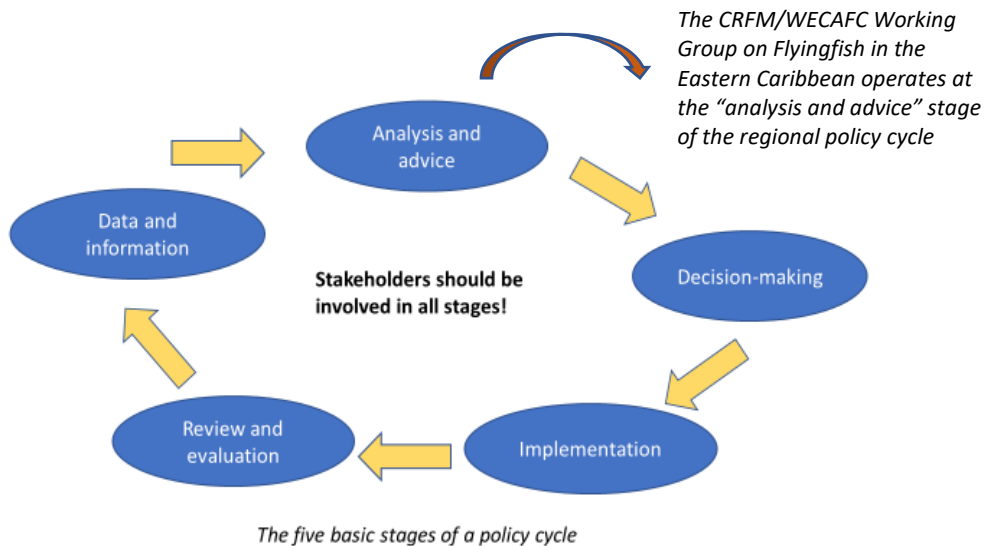 The CRFM/WECAFC Working
Group on Flyingfish in the
Eastern Caribbean operates at
the “analysis and advice” stage
of the regional policy cycle
Analysis and
advice
Data and
information
Decision-making
Stakeholders should be
involved in all stages!
Review and
evaluation
Implementation
The five basic stages of a policy cycle